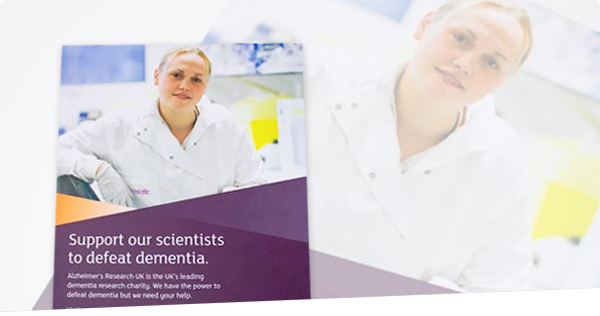 Support our scientists
to defeat dementia.
Alzheimer's Research UK is the UK's leading
dementia research charity. We have the power to
defeat dementia but we need your help.